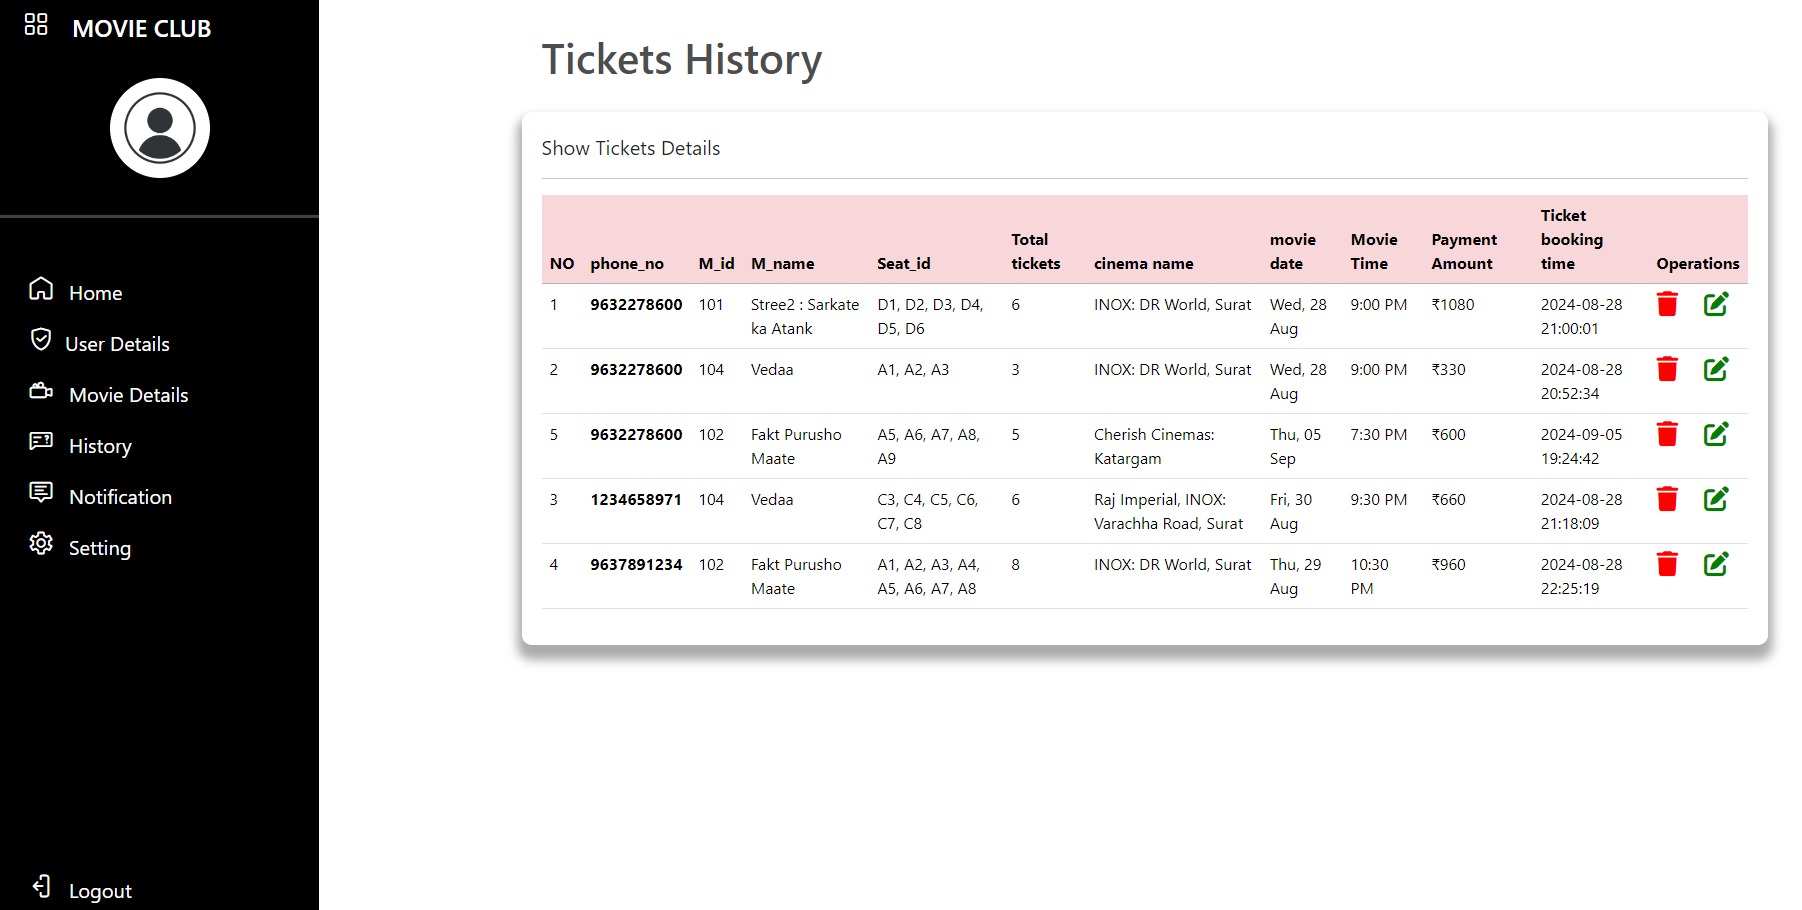 MOVIE CLUB
Home
User Details
Movie Details
History
Notification
Setting
Logout
Tickets History
Show Tickets Details
NO phone_no M_id M_name Seat_id Total tickets cinema name movie date Movie Time Payment Amount Ticket booking time Operations
1 9632278600 101 Stree2 : Sarkate D1, D2, D3, D4, 6 INOX: DR World, Surat Wed, 28 9:00 PM ₹1080 2024-08-28
ka Atank D5, D6 Aug 21:00:01
2 9632278600 104 Vedaa A1, A2, A3 3 INOX: DR World, Surat Wed, 28 9:00 PM ₹330 2024-08-28
Aug 20:52:34
5 9632278600 102 Fakt Purusho A5, A6, A7, A8, 5 Cherish Cinemas: Thu, 05 7:30 PM ₹600 2024-09-05
Maate A9 Katargam Sep 19:24:42
3 1234658971 104 Vedaa C3, C4, C5, C6, 6 Raj Imperial, INOX: Fri, 30 9:30 PM ₹660 2024-08-28
C7, C8 Varachha Road, Surat Aug 21:18:09
4 9637891234 102 Fakt Purusho A1, A2, A3, A4, 8 INOX: DR World, Surat Thu, 29 10:30 ₹960 2024-08-28
Maate A5, A6, A7, A8 Aug PM 22:25:19